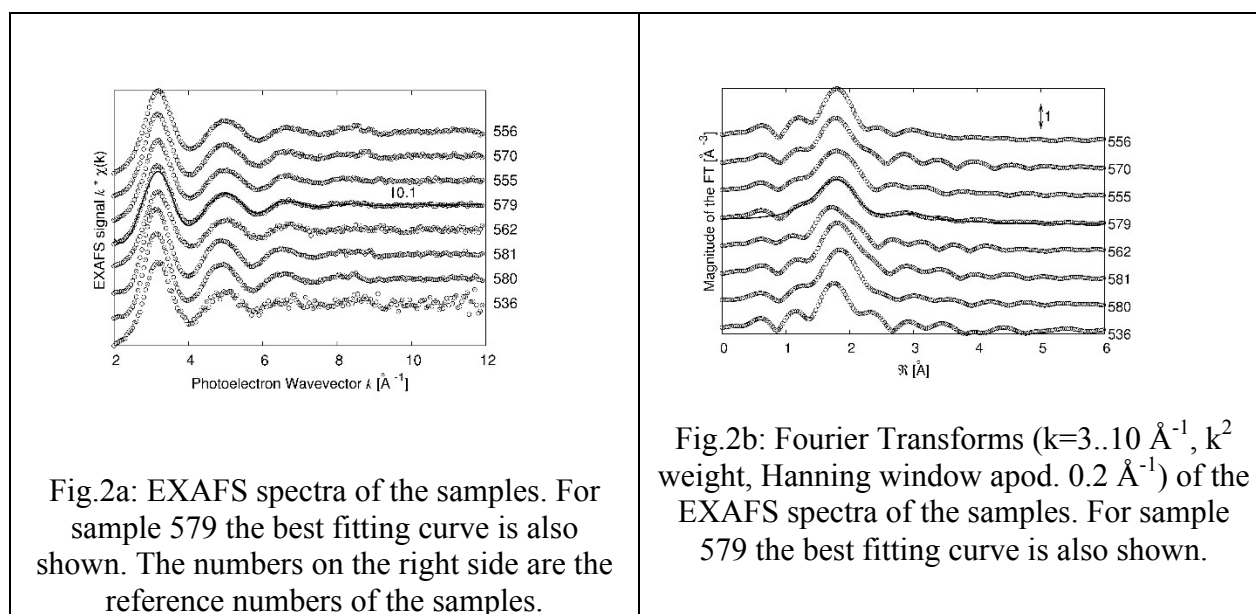 EXAFS signal k * χ(k)
556
570
555
I0.1
579
562
581
580
536
2 4 6 8 10 12
Photoelectron Wavevector k [Å⁻¹]
Fig.2a: EXAFS spectra of the samples. For
sample 579 the best fitting curve is also
shown. The numbers on the right side are the
reference numbers of the samples.
Magnitude of the FT [Å⁻³]
1
556
570
555
579
562
581
580
536
0 1 2 3 4 5 6
ℜ [Å]
Fig.2b: Fourier Transforms (k=3..10 Å⁻¹, k²
weight, Hanning window apod. 0.2 Å⁻¹) of the
EXAFS spectra of the samples. For sample
579 the best fitting curve is also shown.